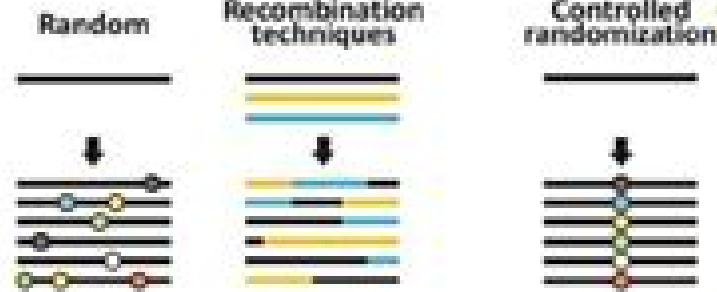 Random
Recombination
techniques
Controlled
randomization